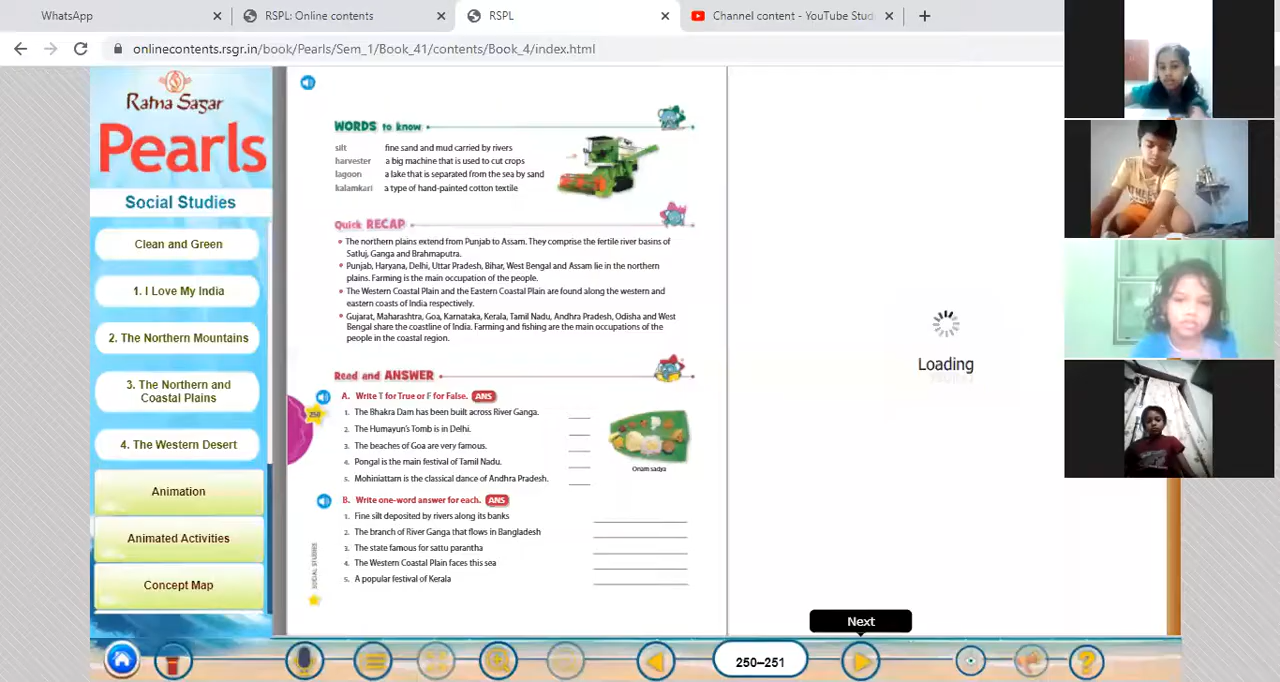 WhatsApp
RSPL: Online contents
RSPL
Channel content - YouTube Stud
onlinecontents.rsgr.in/book/Pearls/Sem_1/Book_41/contents/Book_4/index.html
Ratna Sagar
Pearls
Social Studies
Clean and Green
1. I Love My India
2. The Northern Mountains
3. The Northern and
Coastal Plains
4. The Western Desert
Animation
Animated Activities
Concept Map
WORDS to know
silt fine sand and mud carried by rivers
harvester a big machine that is used to cut crops
lagoon a lake that is separated from the sea by sand
kalamkari a type of hand-painted cotton textile
Quick RECAP
The northern plains extend from Punjab to Assam. They comprise the fertile river basins of
Satluj, Ganga and Brahmaputra.
Punjab, Haryana, Delhi, Uttar Pradesh, Bihar, West Bengal and Assam lie in the northern
plains. Farming is the main occupation of the people.
The Western Coastal Plain and the Eastern Coastal Plain are found along the western and
eastern coasts of India respectively.
Gujarat, Maharashtra, Goa, Karnataka, Kerala, Tamil Nadu, Andhra Pradesh, Odisha and West
Bengal share the coastline of India. Farming and fishing are the main occupations of the
people in the coastal region.
Read and ANSWER
A. Write T for True or F for False. ANS
1. The Bhakra Dam has been built across River Ganga.
2. The Humayun's Tomb is in Delhi.
3. The beaches of Goa are very famous.
4. Pongal is the main festival of Tamil Nadu.
5. Mohiniattam is the classical dance of Andhra Pradesh.
Onam sadya
B. Write one-word answer for each. ANS
1. Fine silt deposited by rivers along its banks
2. The branch of River Ganga that flows in Bangladesh
3. The state famous for sattu parantha
4. The Western Coastal Plain faces this sea
5. A popular festival of Kerala
250
SOCIAL STUDIES
Loading
Next
250–251